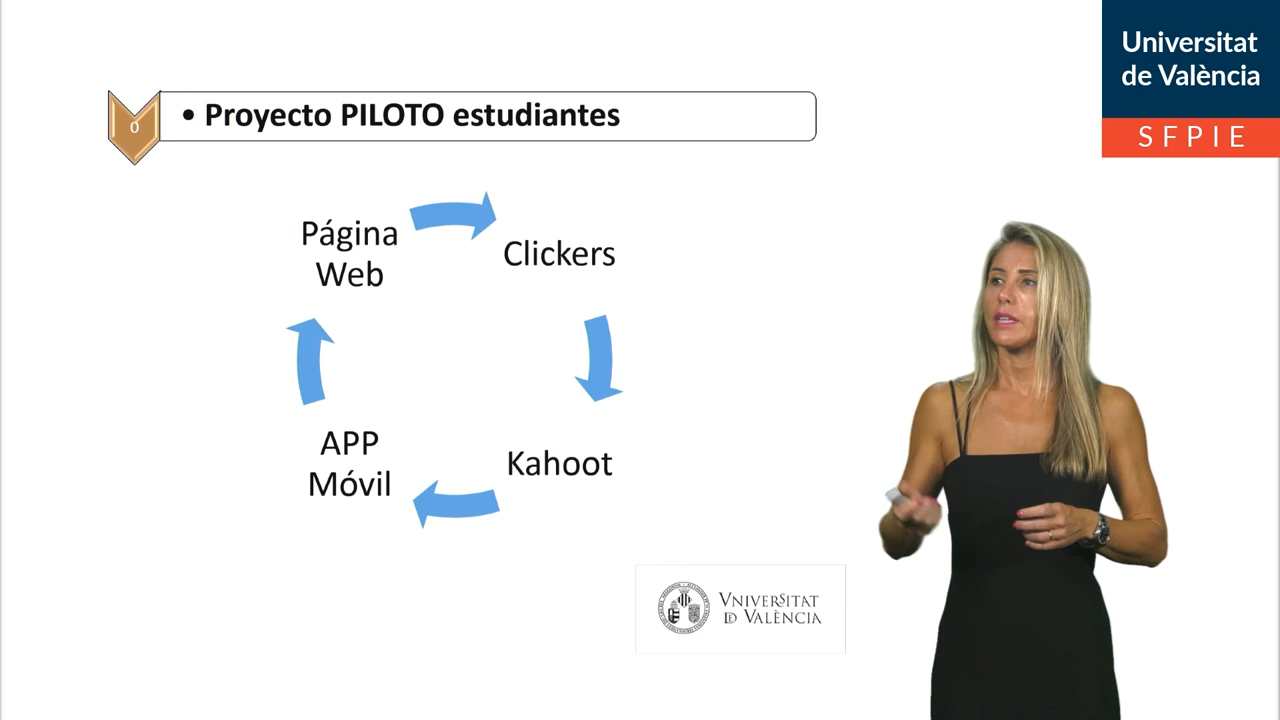 Universitat
de València
SFPIE
0
• Proyecto PILOTO estudiantes
Página
Web
Clickers
Kahoot
APP
Móvil
VNIVERSITAT
DE VALÈNCIA